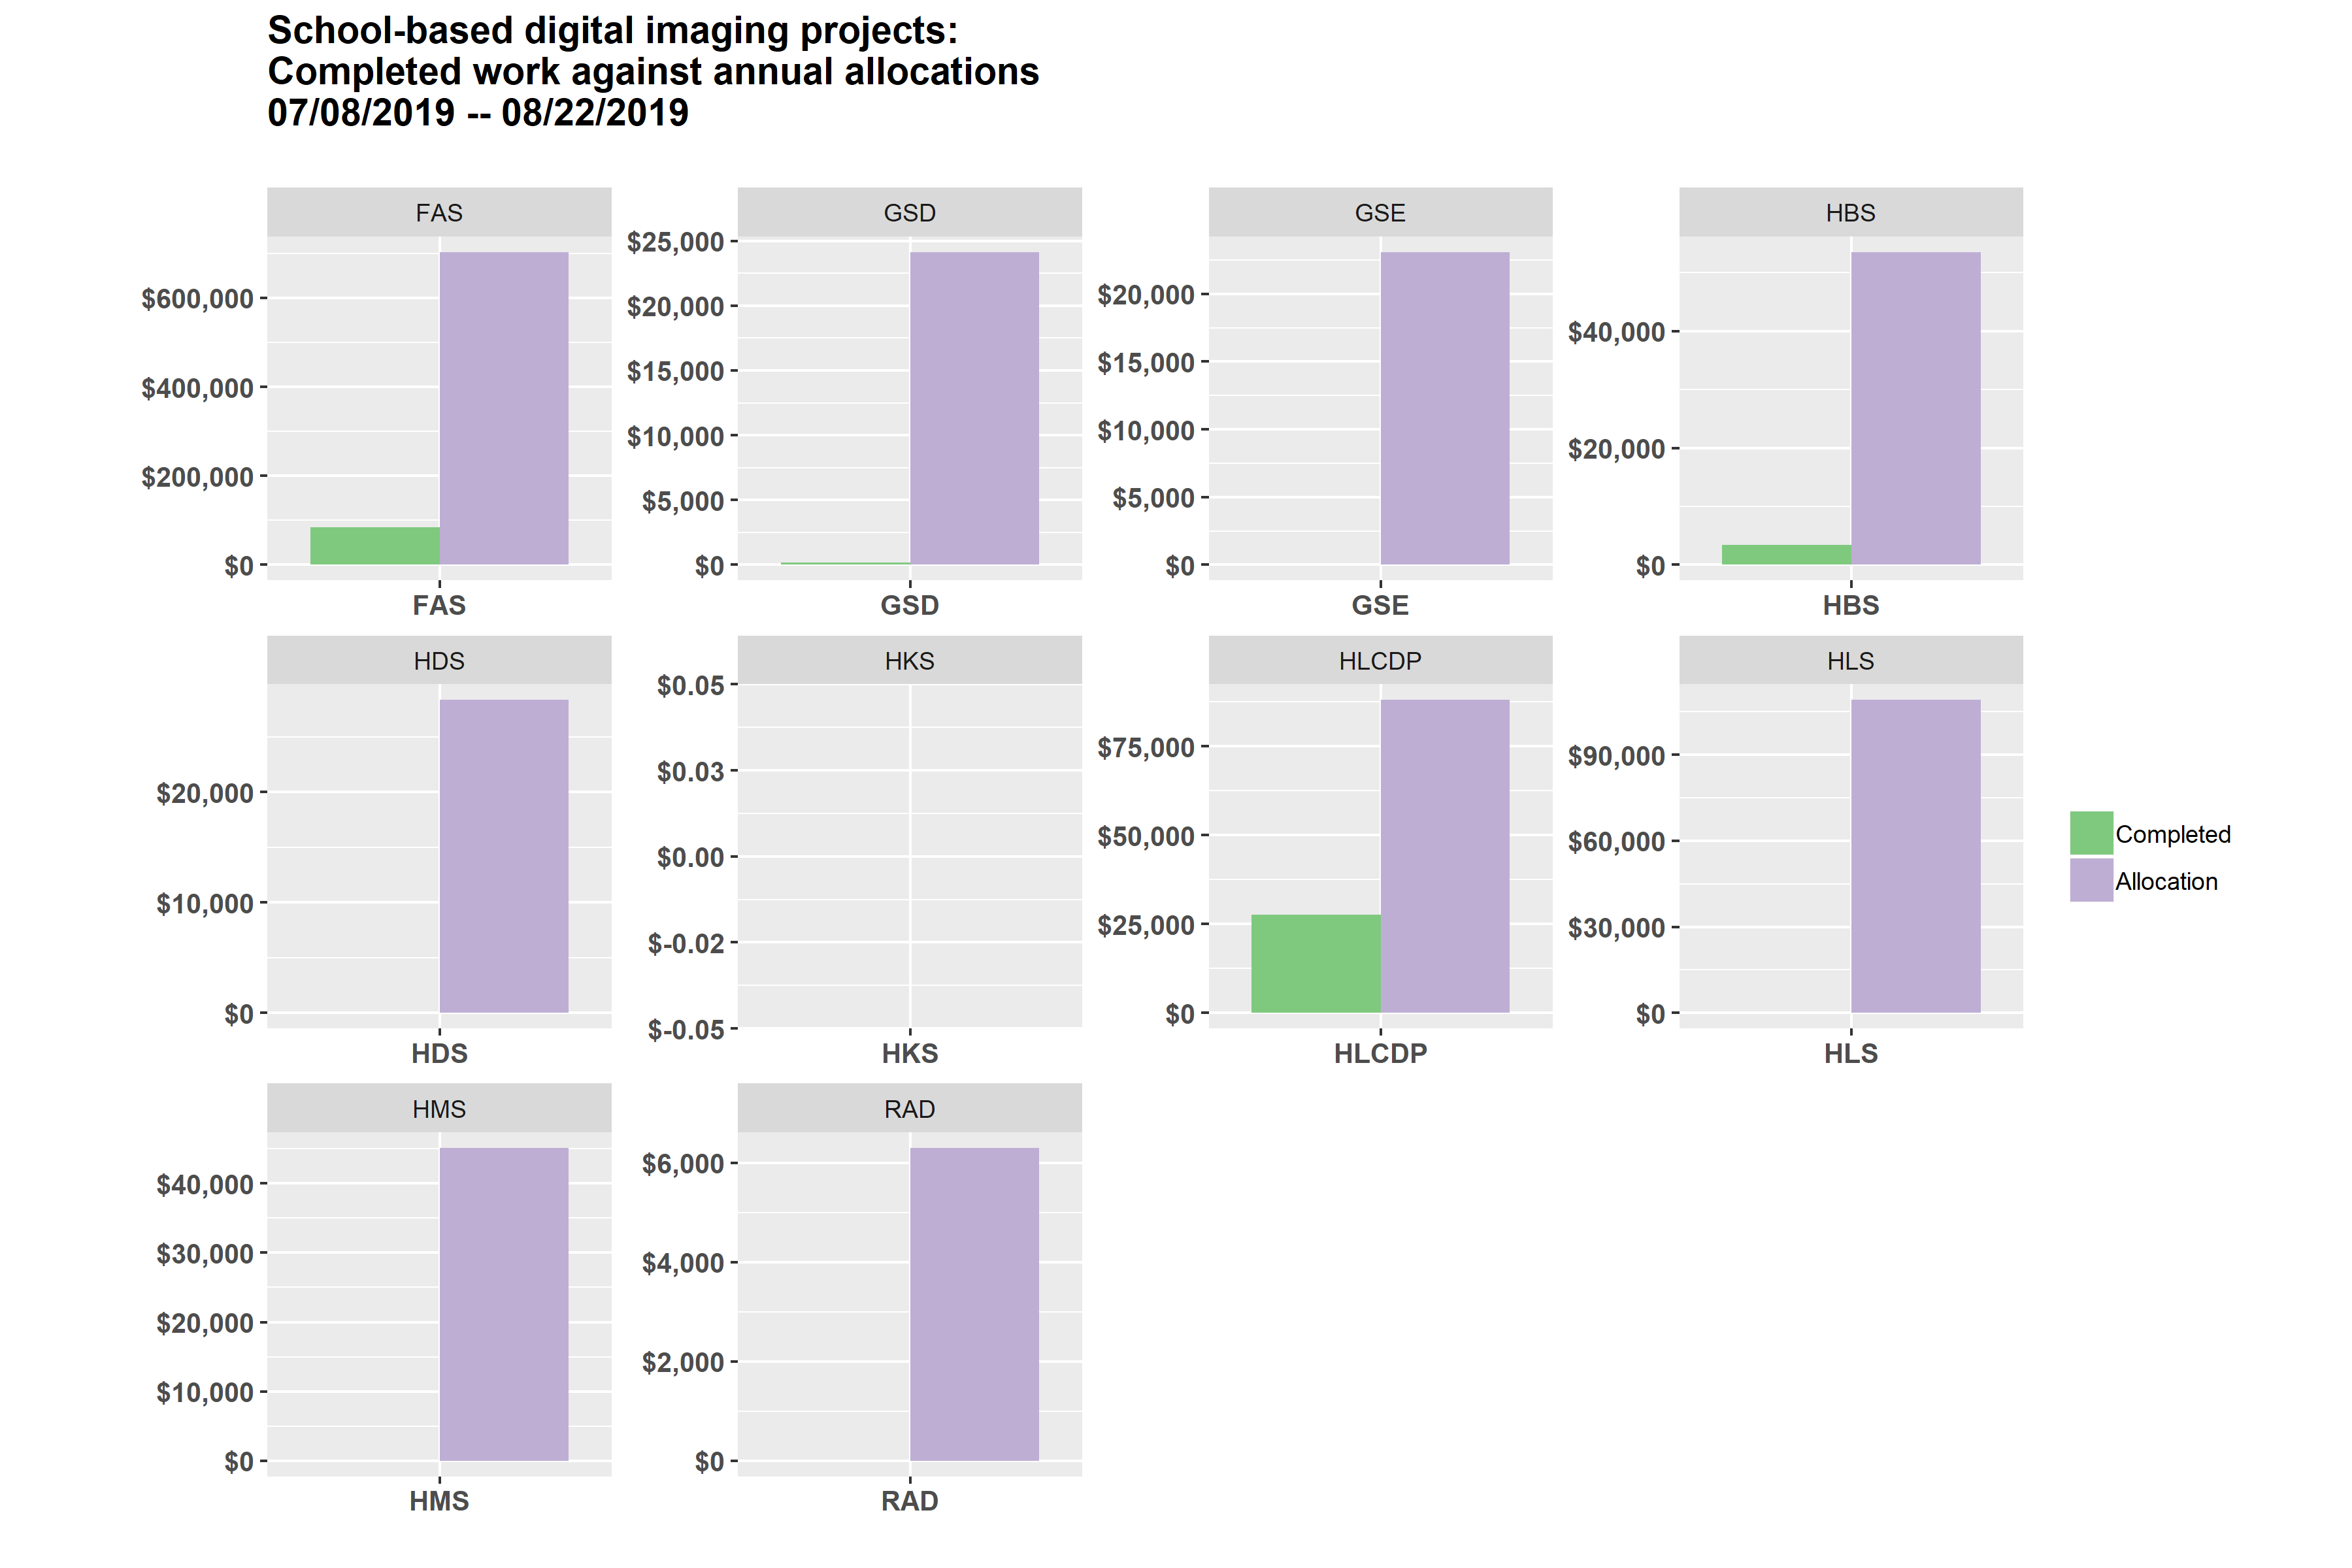 School-based digital imaging projects:
Completed work against annual allocations
07/08/2019 -- 08/22/2019
FAS
$600,000
$400,000
$200,000
$0
FAS
GSD
$25,000
$20,000
$15,000
$10,000
$5,000
$0
GSD
GSE
$20,000
$15,000
$10,000
$5,000
$0
GSE
HBS
$40,000
$20,000
$0
HBS
HDS
$20,000
$10,000
$0
HDS
HKS
$0.05
$0.03
$0.00
$-0.02
$-0.05
HKS
HLCDP
$75,000
$50,000
$25,000
$0
HLCDP
HLS
$90,000
$60,000
$30,000
$0
HLS
Completed
Allocation
HMS
$40,000
$30,000
$20,000
$10,000
$0
HMS
RAD
$6,000
$4,000
$2,000
$0
RAD